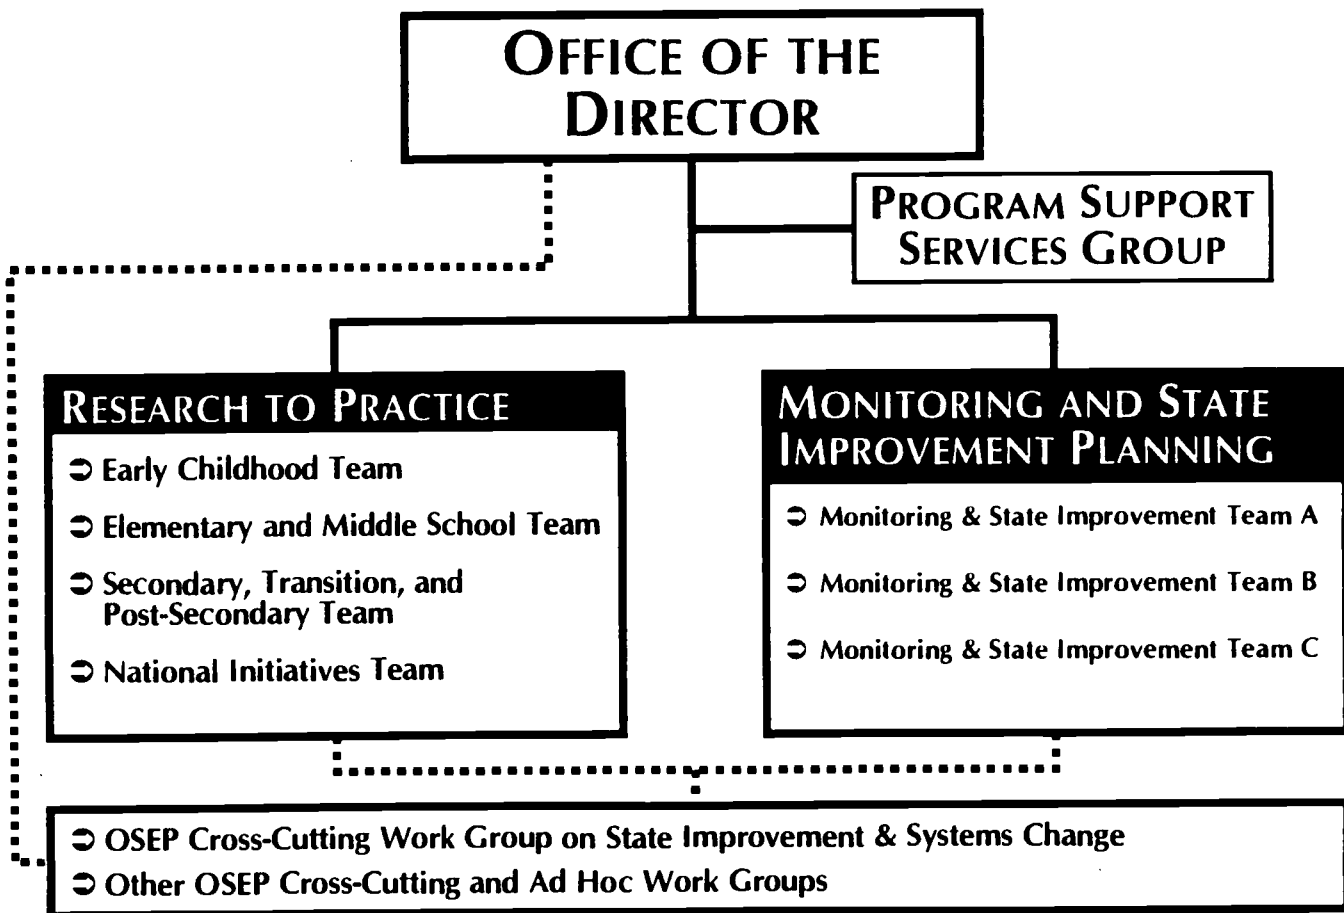 OFFICE OF THE
DIRECTOR
PROGRAM SUPPORT
SERVICES GROUP
RESEARCH TO PRACTICE
➲ Early Childhood Team
➲ Elementary and Middle School Team
➲ Secondary, Transition, and
Post-Secondary Team
➲ National Initiatives Team
MONITORING AND STATE
IMPROVEMENT PLANNING
➲ Monitoring & State Improvement Team A
➲ Monitoring & State Improvement Team B
➲ Monitoring & State Improvement Team C
➲ OSEP Cross-Cutting Work Group on State Improvement & Systems Change
➲ Other OSEP Cross-Cutting and Ad Hoc Work Groups